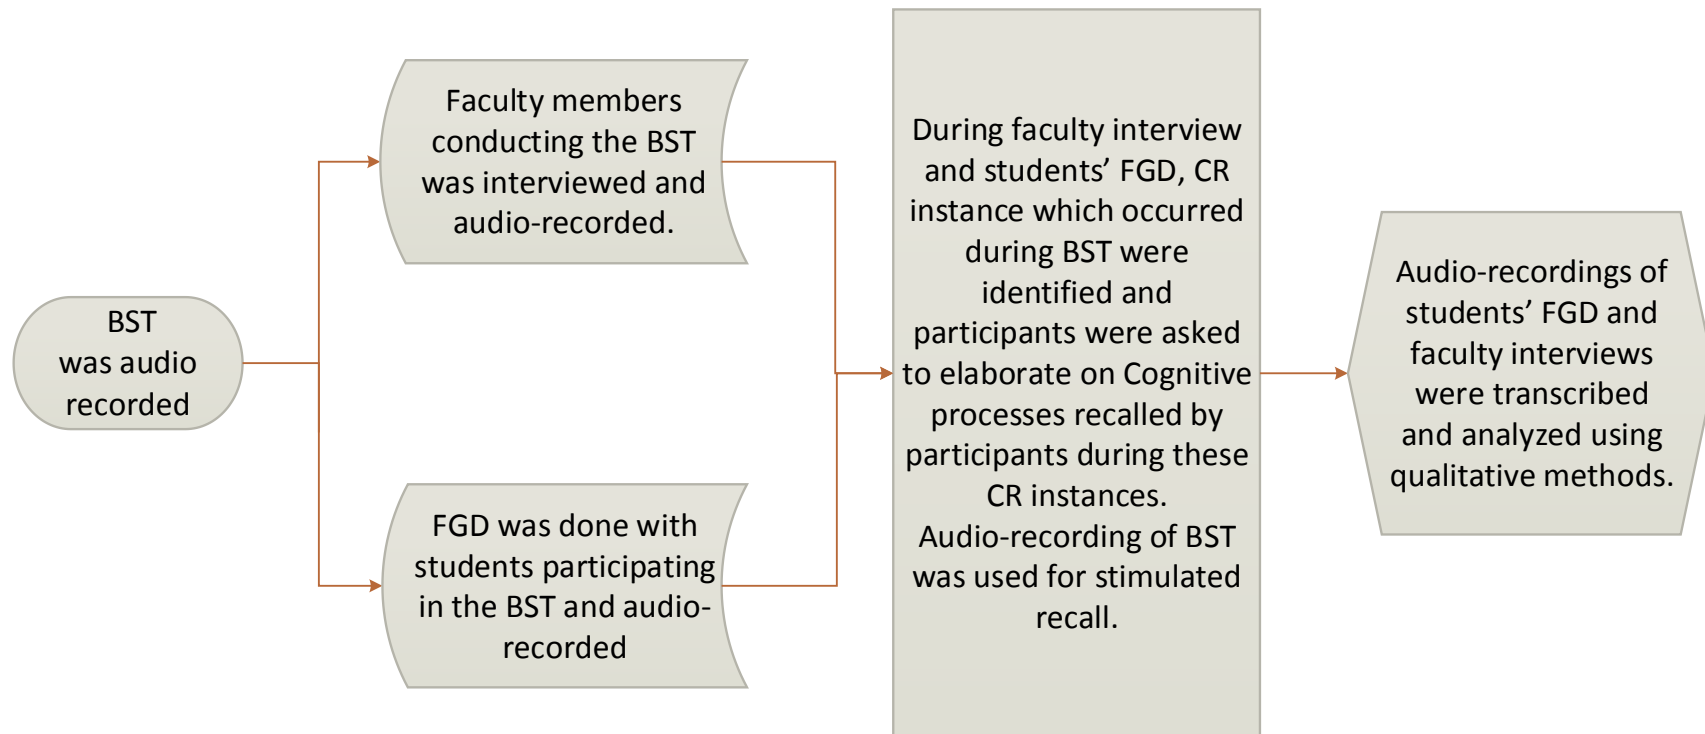 BST
was audio
recorded
Faculty members
conducting the BST
was interviewed and
audio-recorded.
FGD was done with
students participating
in the BST and audio-
recorded
During faculty interview
and students’ FGD, CR
instance which occurred
during BST were
identified and
participants were asked
to elaborate on Cognitive
processes recalled by
participants during these
CR instances.
Audio-recording of BST
was used for stimulated
recall.
Audio-recordings of
students’ FGD and
faculty interviews
were transcribed
and analyzed using
qualitative methods.